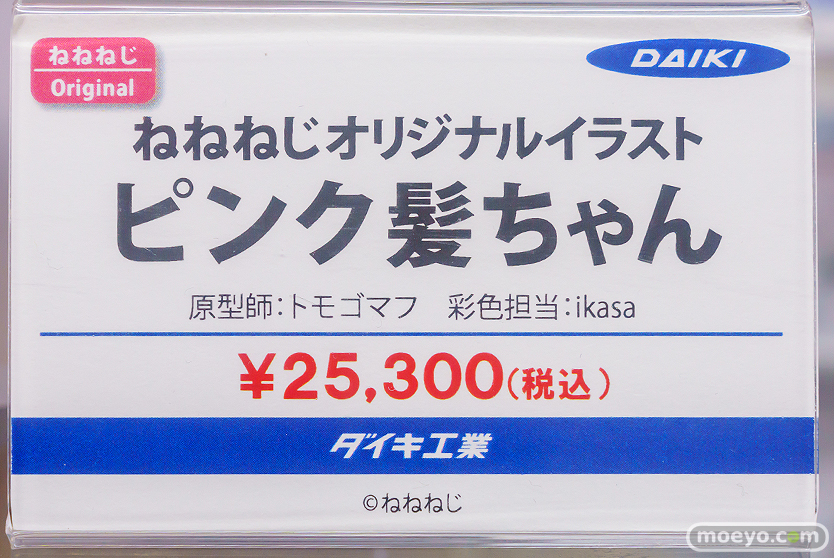 ねねねじ
Original
DAIKI
ねねねじオリジナルイラスト
ピンク髪ちゃん
原型師:トモゴマフ 彩色担当:ikasa
¥25,300(税込)
ダイキ工業
©ねねねじ
moeyo.com